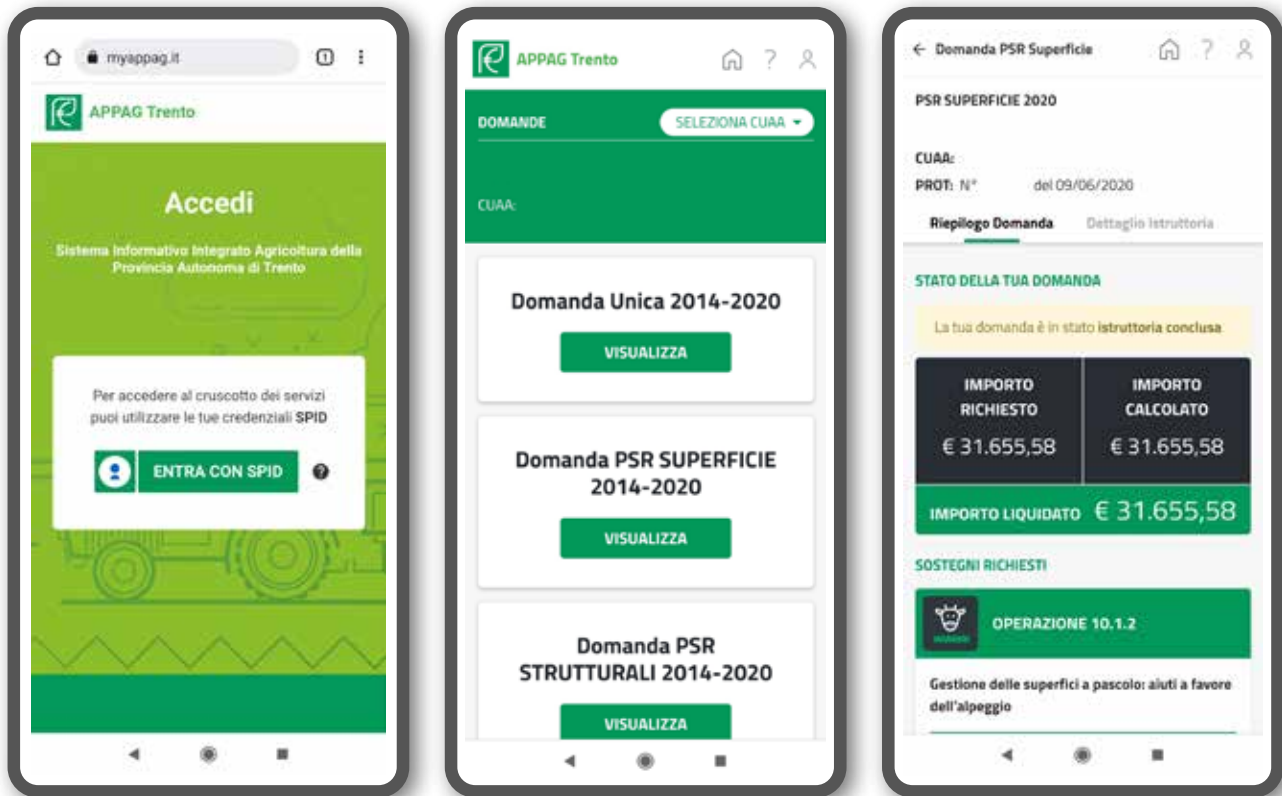 myappag.it
1
APPAG Trento
Accedi
Sistema Informativo Integrato Agricoltura della
Provincia Autonoma di Trento
Per accedere al cruscotto dei servizi
puoi utilizzare le tue credenziali SPID
ENTRA CON SPID ?
APPAG Trento ?
DOMANDE SELEZIONA CUAA
CUAA:
Domanda Unica 2014-2020
VISUALIZZA
Domanda PSR SUPERFICIE
2014-2020
VISUALIZZA
Domanda PSR
STRUTTURALI 2014-2020
VISUALIZZA
← Domanda PSR Superficie ?
PSR SUPERFICIE 2020
CUAA:
PROT: N° del 09/06/2020
Riepilogo Domanda Dettaglio Istruttoria
STATO DELLA TUA DOMANDA
La tua domanda è in stato istruttoria conclusa
IMPORTO
RICHIESTO
€ 31.655,58
IMPORTO
CALCOLATO
€ 31.655,58
IMPORTO LIQUIDATO € 31.655,58
SOSTEGNI RICHIESTI
OPERAZIONE 10.1.2
Gestione delle superfici a pascolo: aiuti a favore
dell'alpeggio